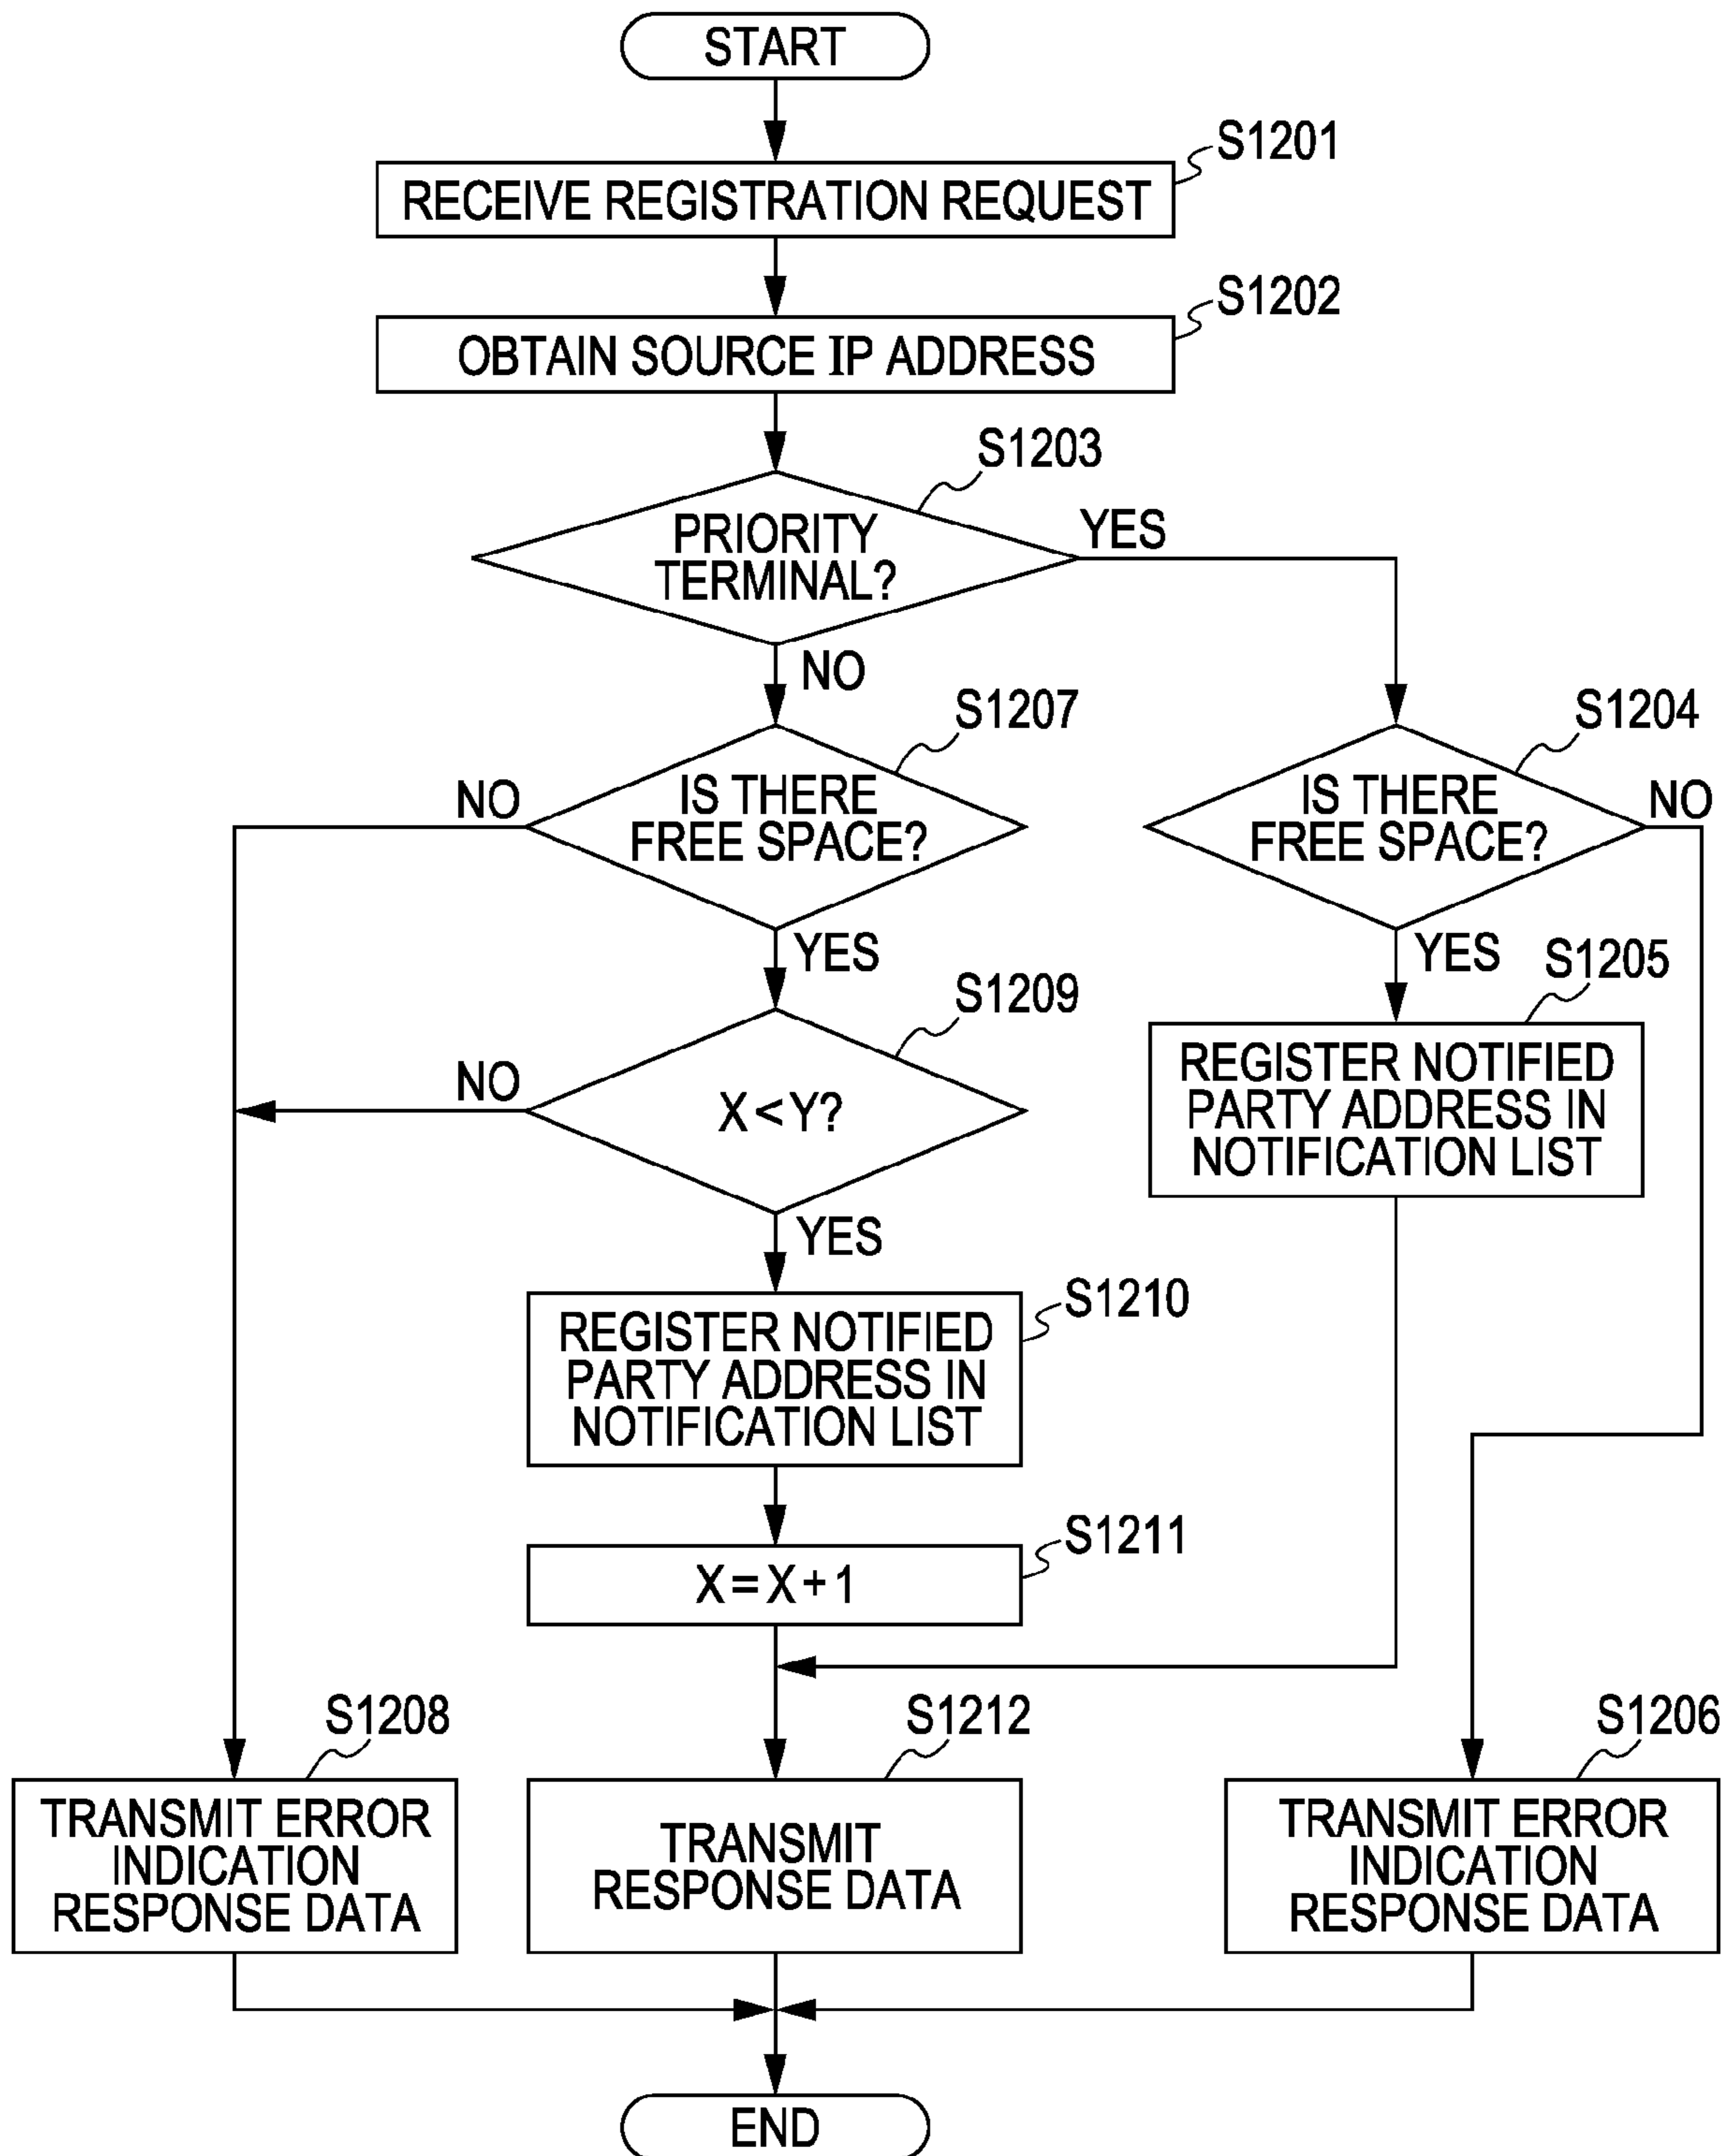 START
S1201
RECEIVE REGISTRATION REQUEST
S1202
OBTAIN SOURCE IP ADDRESS
S1203
PRIORITY
TERMINAL?
YES
NO
S1207
IS THERE
FREE SPACE?
NO
YES
S1204
IS THERE
FREE SPACE?
NO
YES
S1205
REGISTER NOTIFIED
PARTY ADDRESS IN
NOTIFICATION LIST
S1209
X<Y?
NO
YES
S1210
REGISTER NOTIFIED
PARTY ADDRESS IN
NOTIFICATION LIST
S1211
X=X+1
S1208
TRANSMIT ERROR
INDICATION
RESPONSE DATA
S1212
TRANSMIT
RESPONSE DATA
S1206
TRANSMIT ERROR
INDICATION
RESPONSE DATA
END